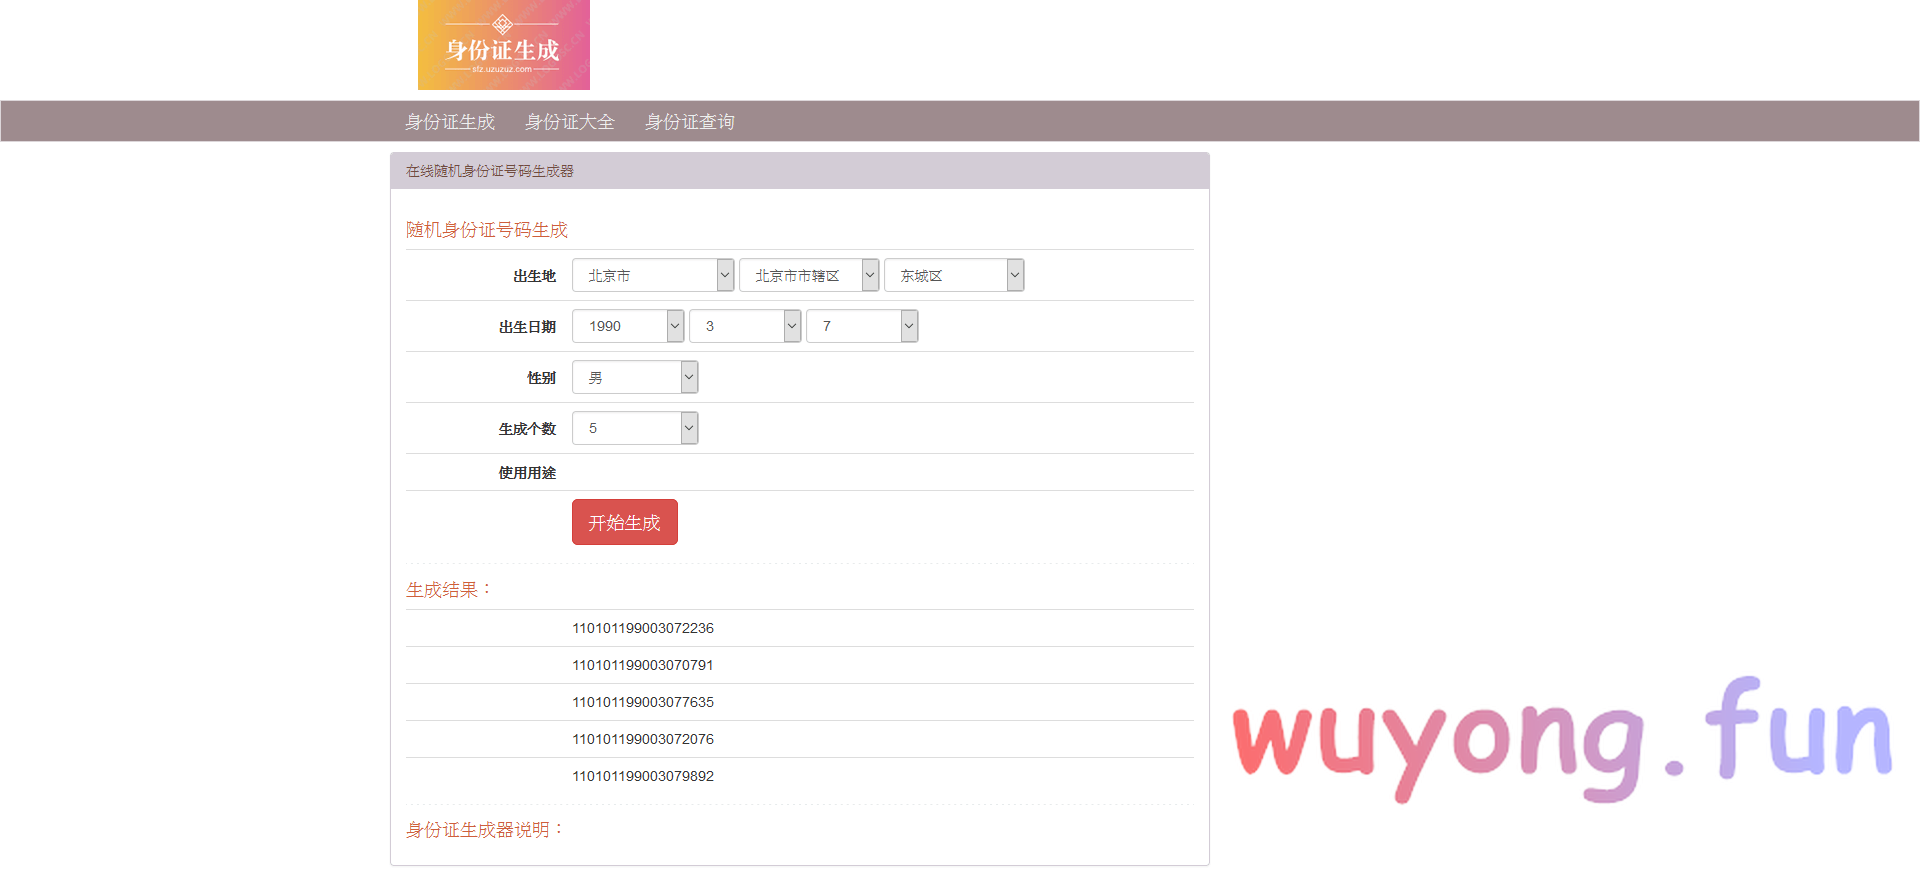 身份证生成
sfz.uzuzuz.com
身份证生成 身份证大全 身份证查询
在线随机身份证号码生成器
随机身份证号码生成
出生地 北京市 北京市市辖区 东城区
出生日期 1990 3 7
性别 男
生成个数 5
使用用途
开始生成
生成结果：
110101199003072236
110101199003070791
110101199003077635
110101199003072076
110101199003079892
身份证生成器说明：
wuyong.fun